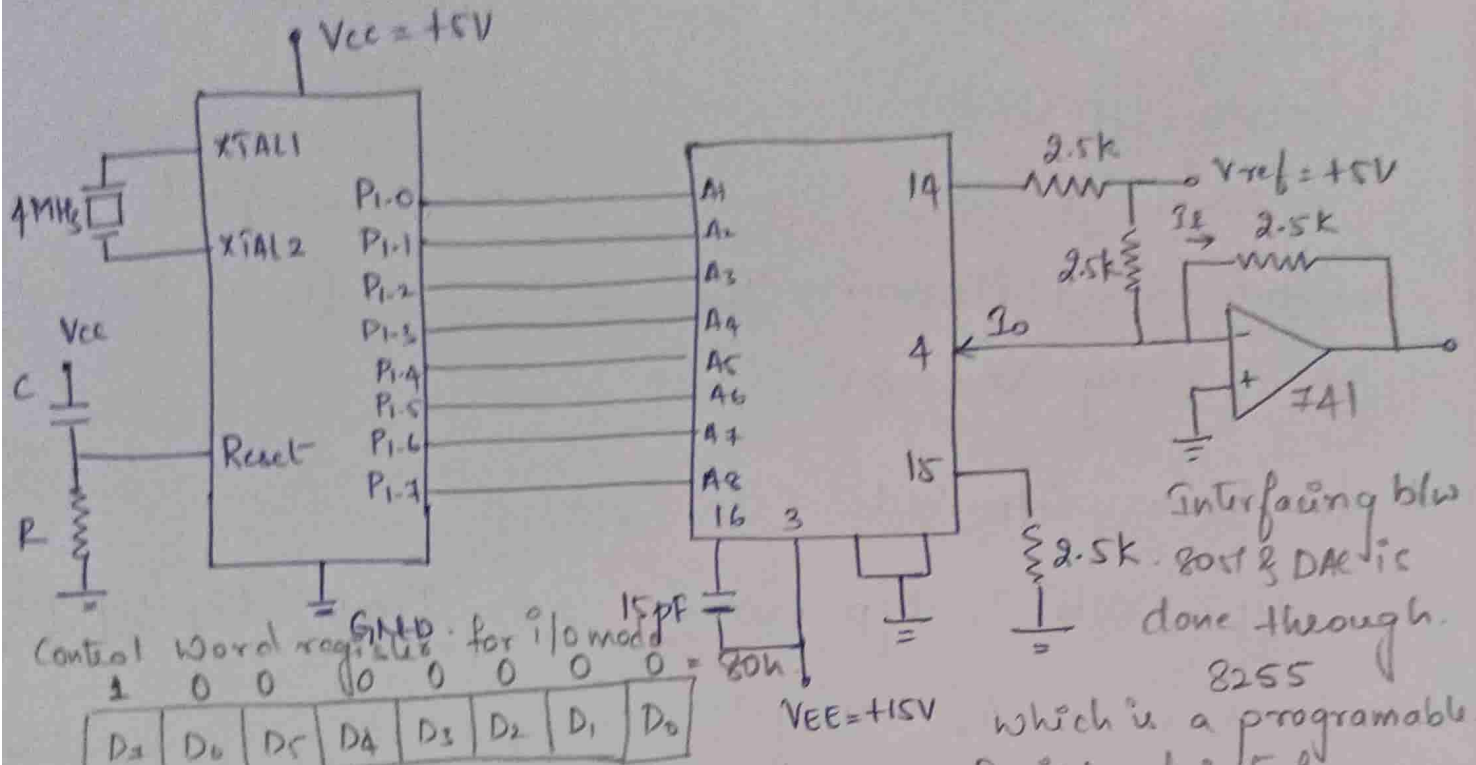 Vcc = +5V
XTAL1
4MHz
XTAL2
Vcc
C
R
Reset
P1.0
P1.1
P1.2
P1.3
P1.4
P1.5
P1.6
P1.7
GND
A1
A2
A3
A4
A5
A6
A7
A8
16 3
14
4
15
15pF
VEE=+15V
2.5k
Vref = +5V
2.5k
2.5k
Io
-
+
741
2.5k
Interfacing b/w
8051 & DAC is
done through
8255
which is a programable
Control word register for i/o mode
1 0 0 0 0 0 0 0 = 80h
D7 D6 D5 D4 D3 D2 D1 D0